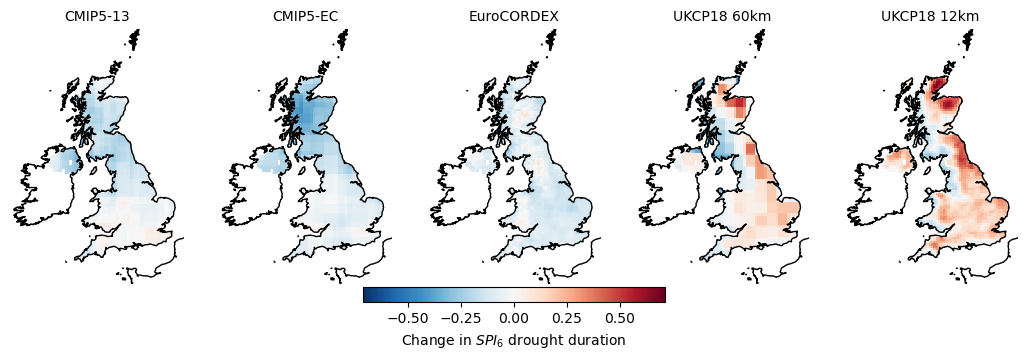 CMIP5-13 CMIP5-EC EuroCORDEX UKCP18 60km UKCP18 12km
−0.50 −0.25 0.00 0.25 0.50
Change in SPI₆ drought duration